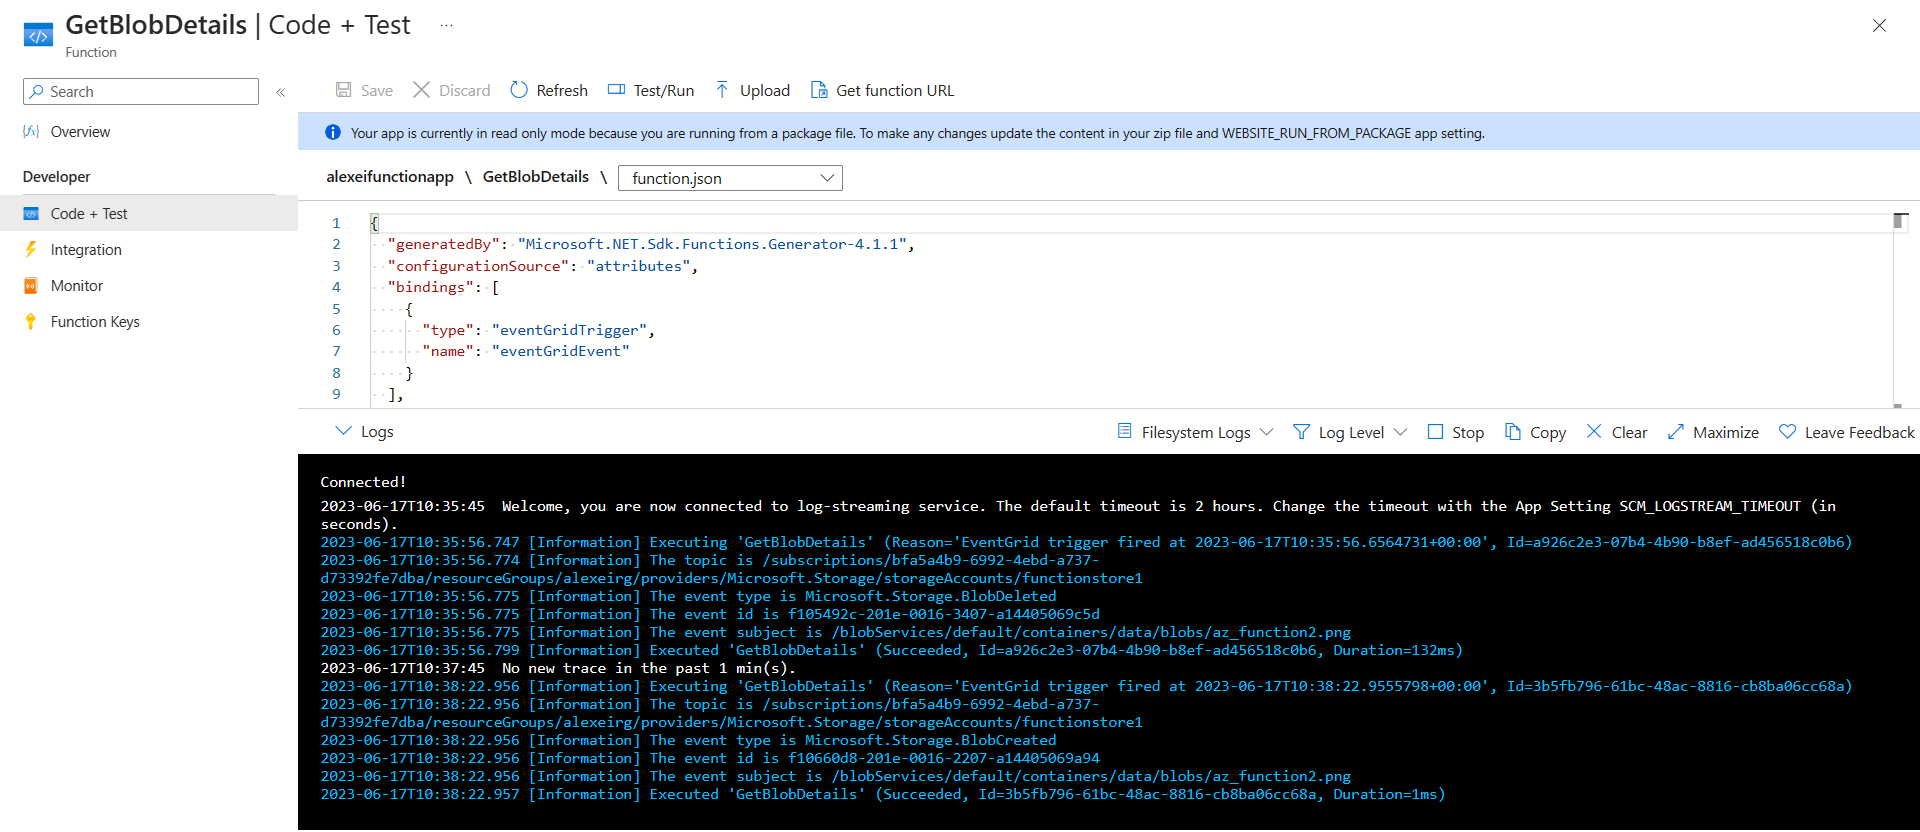 GetBlobDetails | Code + Test ...
Function
Search
Overview
Developer
Code + Test
Integration
Monitor
Function Keys
Save Discard Refresh Test/Run Upload Get function URL
Your app is currently in read only mode because you are running from a package file. To make any changes update the content in your zip file and WEBSITE_RUN_FROM_PACKAGE app setting.
alexeifunctionapp \ GetBlobDetails \ function.json
1 {
2 "generatedBy": "Microsoft.NET.Sdk.Functions.Generator-4.1.1",
3 "configurationSource": "attributes",
4 "bindings": [
5 {
6 "type": "eventGridTrigger",
7 "name": "eventGridEvent"
8 }
9 ],
Logs Filesystem Logs Log Level Stop Copy Clear Maximize Leave Feedback
Connected!
2023-06-17T10:35:45 Welcome, you are now connected to log-streaming service. The default timeout is 2 hours. Change the timeout with the App Setting SCM_LOGSTREAM_TIMEOUT (in
seconds).
2023-06-17T10:35:56.747 [Information] Executing 'GetBlobDetails' (Reason='EventGrid trigger fired at 2023-06-17T10:35:56.6564731+00:00', Id=a926c2e3-07b4-4b90-b8ef-ad456518c0b6)
2023-06-17T10:35:56.774 [Information] The topic is /subscriptions/bfa5a4b9-6992-4ebd-a737-
d73392fe7dba/resourceGroups/alexeirg/providers/Microsoft.Storage/storageAccounts/functionstore1
2023-06-17T10:35:56.775 [Information] The event type is Microsoft.Storage.BlobDeleted
2023-06-17T10:35:56.775 [Information] The event id is f105492c-201e-0016-3407-a14405069c5d
2023-06-17T10:35:56.775 [Information] The event subject is /blobServices/default/containers/data/blobs/az_function2.png
2023-06-17T10:35:56.799 [Information] Executed 'GetBlobDetails' (Succeeded, Id=a926c2e3-07b4-4b90-b8ef-ad456518c0b6, Duration=132ms)
2023-06-17T10:37:45 No new trace in the past 1 min(s).
2023-06-17T10:38:22.956 [Information] Executing 'GetBlobDetails' (Reason='EventGrid trigger fired at 2023-06-17T10:38:22.9555798+00:00', Id=3b5fb796-61bc-48ac-8816-cb8ba06cc68a)
2023-06-17T10:38:22.956 [Information] The topic is /subscriptions/bfa5a4b9-6992-4ebd-a737-
d73392fe7dba/resourceGroups/alexeirg/providers/Microsoft.Storage/storageAccounts/functionstore1
2023-06-17T10:38:22.956 [Information] The event type is Microsoft.Storage.BlobCreated
2023-06-17T10:38:22.956 [Information] The event id is f10660d8-201e-0016-2207-a14405069a94
2023-06-17T10:38:22.956 [Information] The event subject is /blobServices/default/containers/data/blobs/az_function2.png
2023-06-17T10:38:22.957 [Information] Executed 'GetBlobDetails' (Succeeded, Id=3b5fb796-61bc-48ac-8816-cb8ba06cc68a, Duration=1ms)